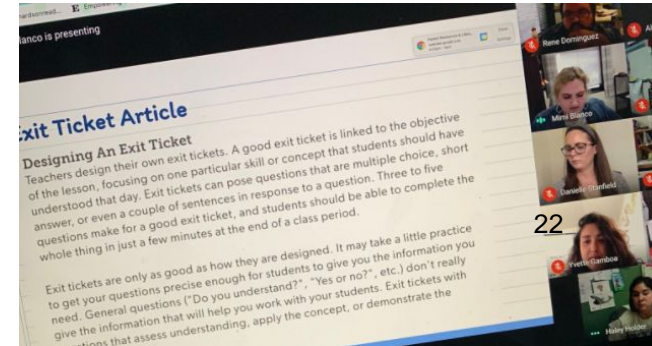 Empowering
lanco is presenting
xit Ticket Article
Designing An Exit Ticket
Teachers design their own exit tickets. A good exit ticket is linked to the objective
of the lesson, focusing on one particular skill or concept that students should have
understood that day. Exit tickets can pose questions that are multiple choice, short
answer, or even a couple of sentences in response to a question. Three to five
questions make for a good exit ticket, and students should be able to complete the
whole thing in just a few minutes at the end of a class period.
Exit tickets are only as good as how they are designed. It may take a little practice
to get your questions precise enough for students to give you the information you
need. General questions ("Do you understand?", "Yes or no?", etc.) don't really
give the information that will help you work with your students. Exit tickets with
tions that assess understanding, apply the concept, or demonstrate the
Rene Dominguez
Mimi Blanco
Danielle Stanfield
22
Yvette Gamboa
Haley Holder